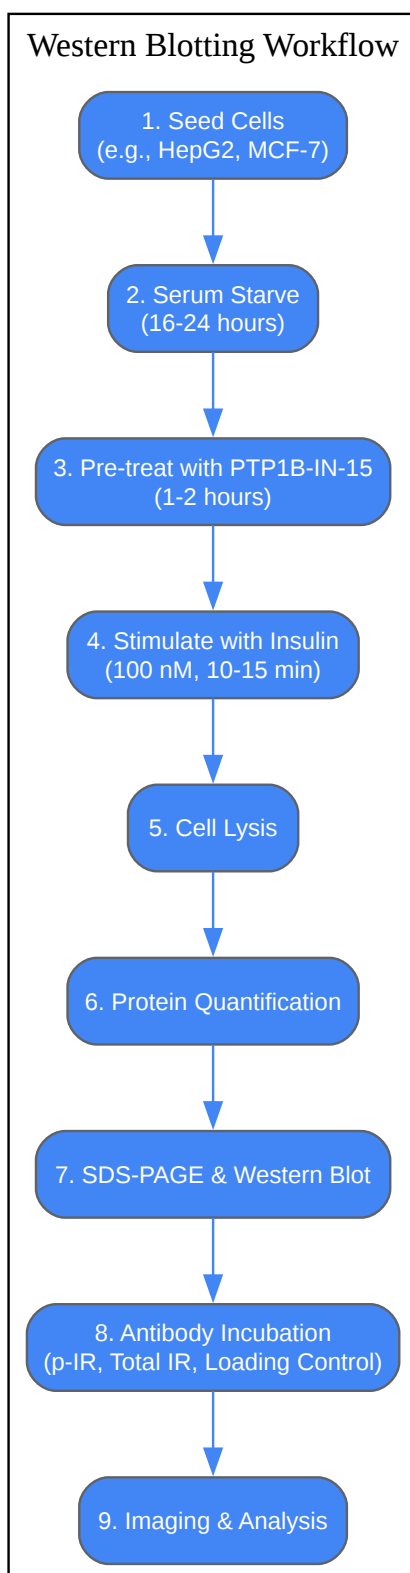 Western Blotting Workflow
1. Seed Cells
(e.g., HepG2, MCF-7)
2. Serum Starve
(16-24 hours)
3. Pre-treat with PTP1B-IN-15
(1-2 hours)
4. Stimulate with Insulin
(100 nM, 10-15 min)
5. Cell Lysis
6. Protein Quantification
7. SDS-PAGE & Western Blot
8. Antibody Incubation
(p-IR, Total IR, Loading Control)
9. Imaging & Analysis